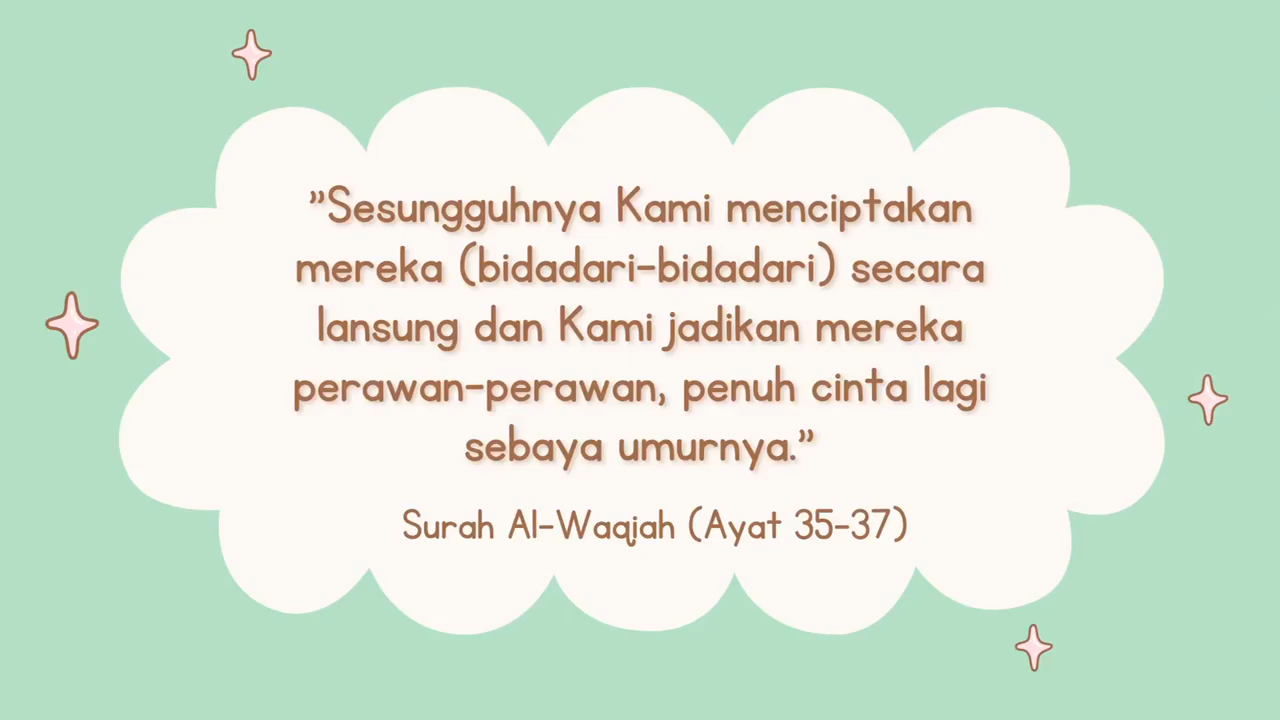 "Sesungguhnya Kami menciptakan
mereka (bidadari-bidadari) secara
lansung dan Kami jadikan mereka
perawan-perawan, penuh cinta lagi
sebaya umurnya."
Surah Al-Waqiah (Ayat 35-37)